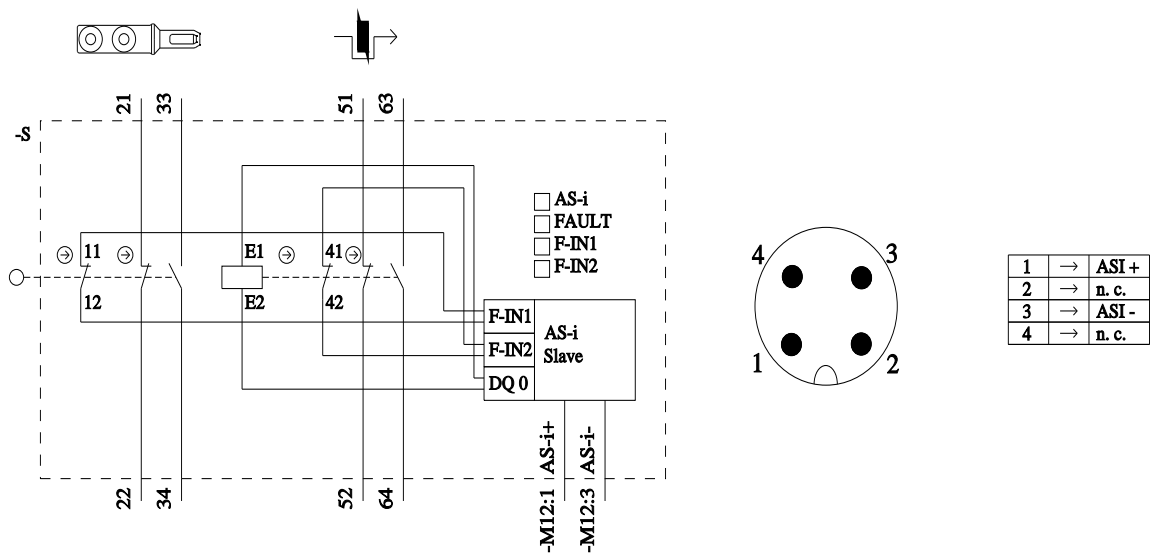 21
33
51
63
-S
AS-i
FAULT
F-IN1
F-IN2
11
E1
41
12
E2
42
F-IN1
F-IN2
DQ 0
AS-i
Slave
22
34
52
64
-M12:1 AS-i+
-M12:3 AS-i-
4
3
1
2
1 → ASI +
2 → n. c.
3 → ASI -
4 → n. c.